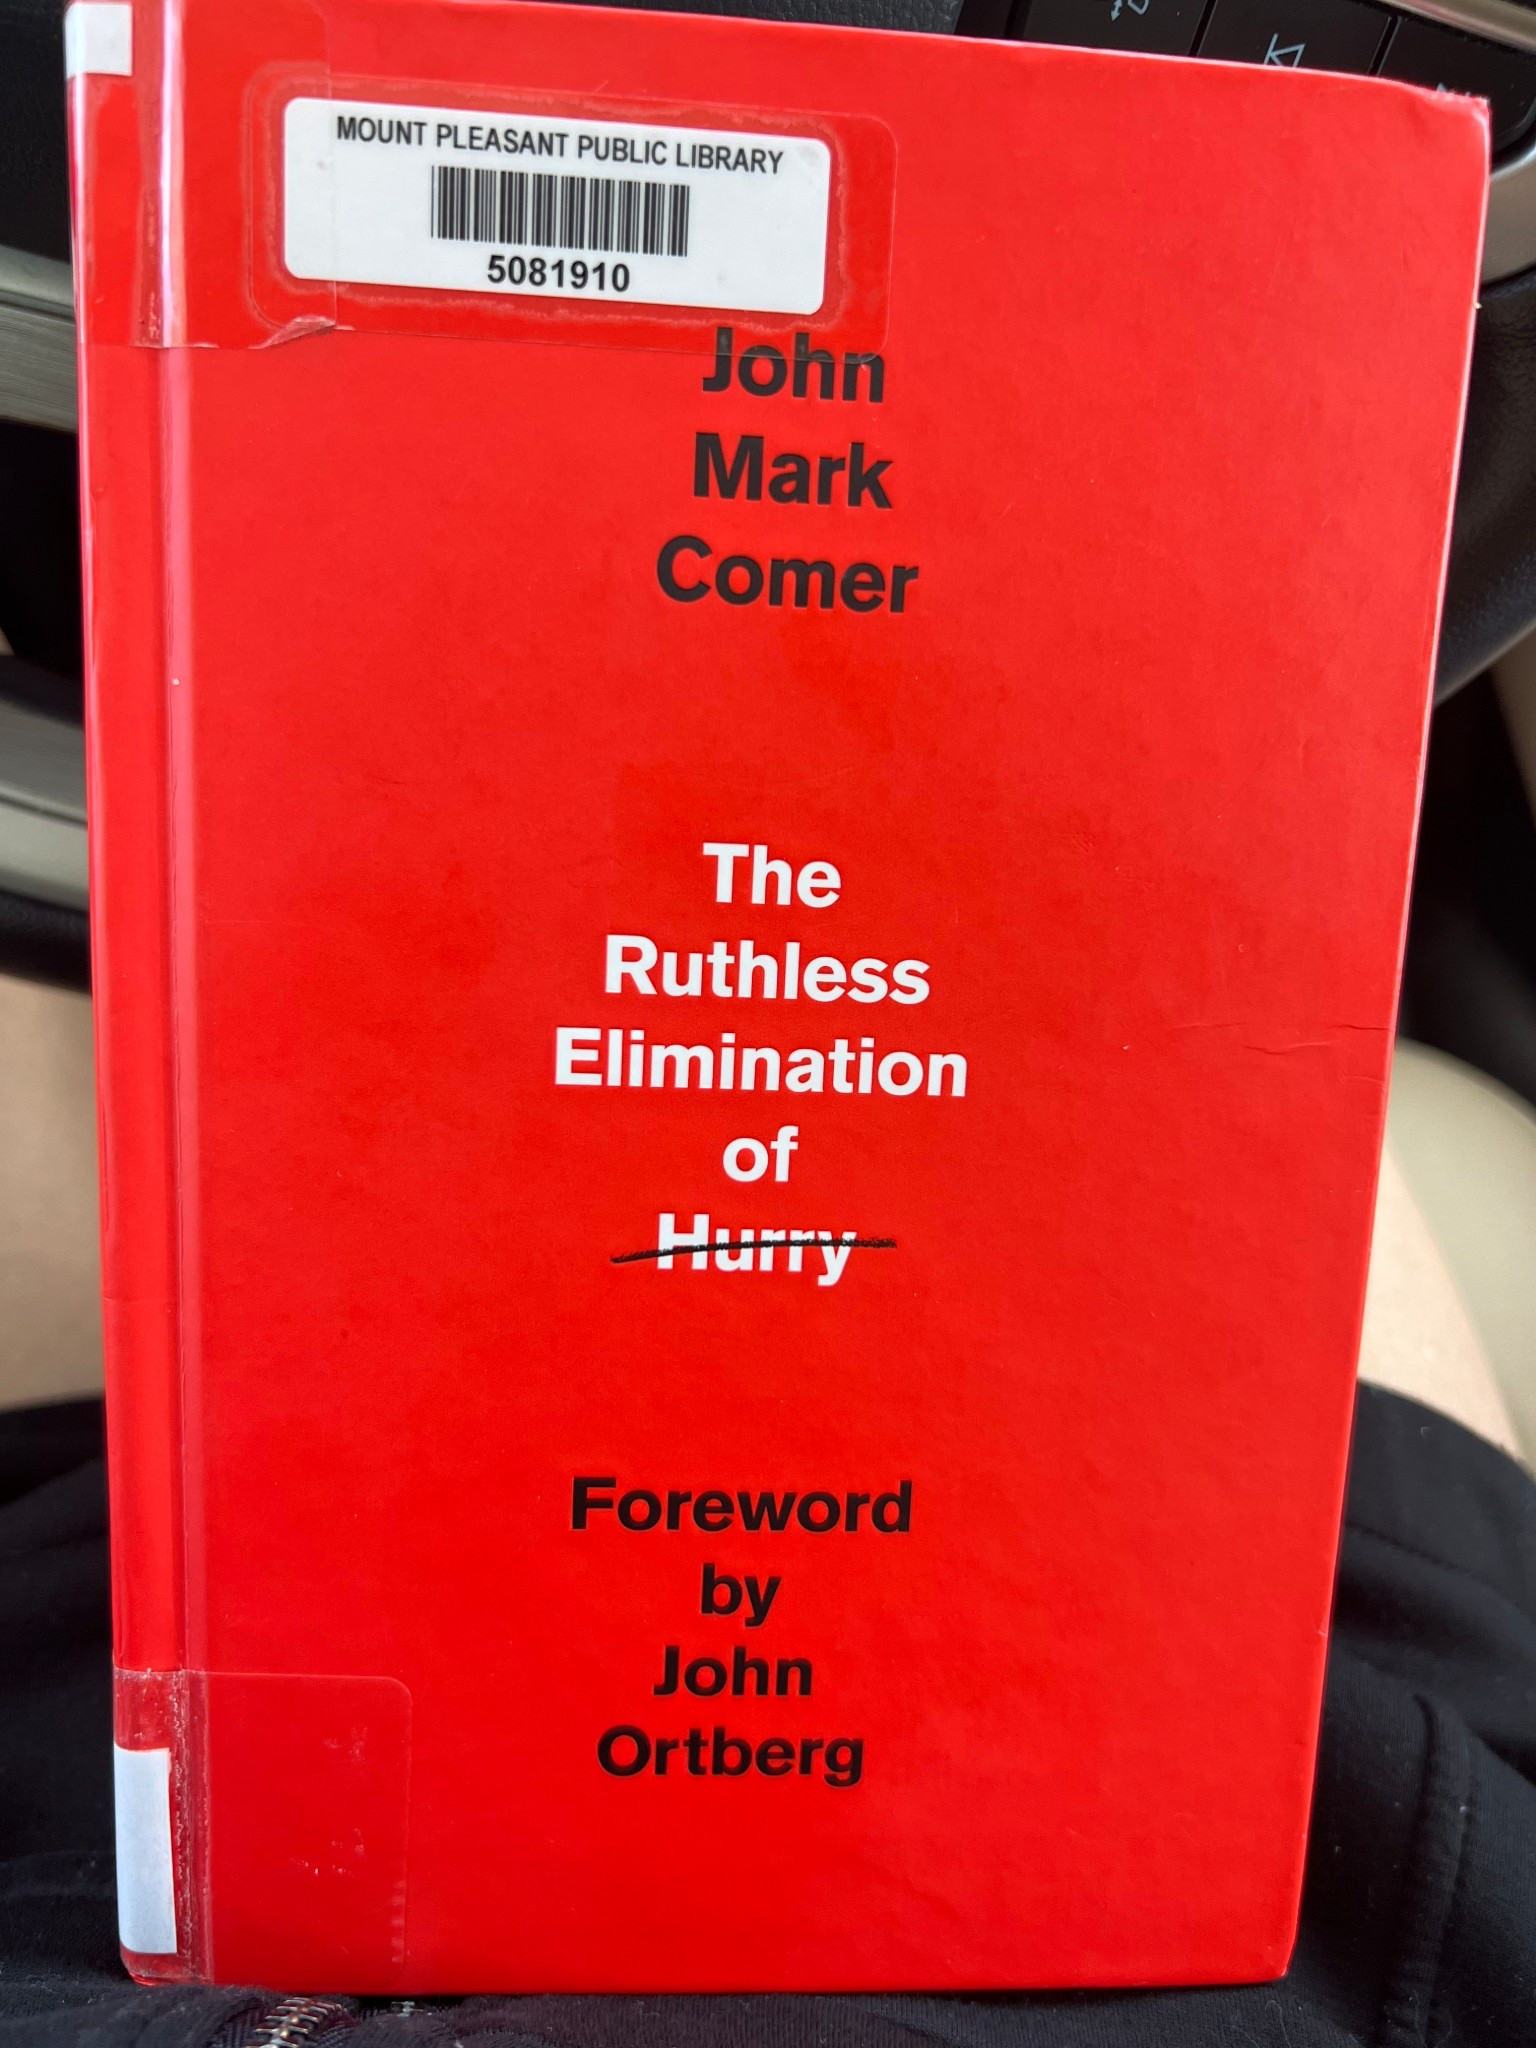 MOUNT PLEASANT PUBLIC LIBRARY
5081910
John
Mark
Comer
The
Ruthless
Elimination
of
Hurry
Foreword
by
John
Ortberg